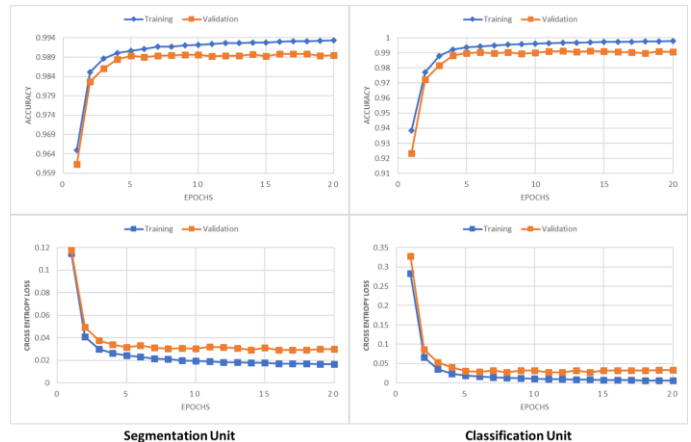 Training Validation
0.994
0.989
0.984
0.979
0.974
0.969
0.964
0.959
ACCURACY
0 5 10 15 20
EPOCHS
Training Validation
1
0.99
0.98
0.97
0.96
0.95
0.94
0.93
0.92
0.91
ACCURACY
0 5 10 15 20
EPOCHS
Training Validation
0.12
0.1
0.08
0.06
0.04
0.02
0
CROSS ENTROPY LOSS
0 5 10 15 20
EPOCHS
Training Validation
0.35
0.3
0.25
0.2
0.15
0.1
0.05
0
CROSS ENTROPY LOSS
0 5 10 15 20
EPOCHS
Segmentation Unit
Classification Unit